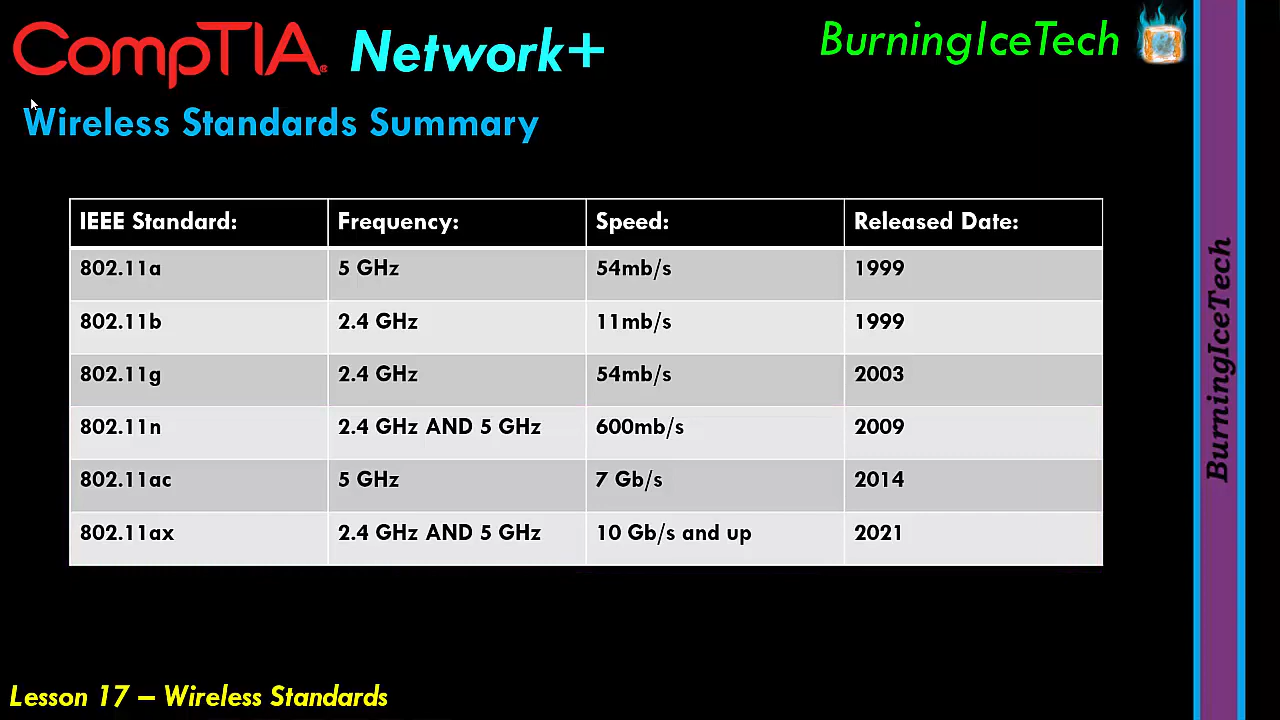 CompTIA® Network+
BurningIceTech
Wireless Standards Summary
IEEE Standard: Frequency: Speed: Released Date:
802.11a 5 GHz 54mb/s 1999
802.11b 2.4 GHz 11mb/s 1999
802.11g 2.4 GHz 54mb/s 2003
802.11n 2.4 GHz AND 5 GHz 600mb/s 2009
802.11ac 5 GHz 7 Gb/s 2014
802.11ax 2.4 GHz AND 5 GHz 10 Gb/s and up 2021
BurningIceTech
Lesson 17 – Wireless Standards